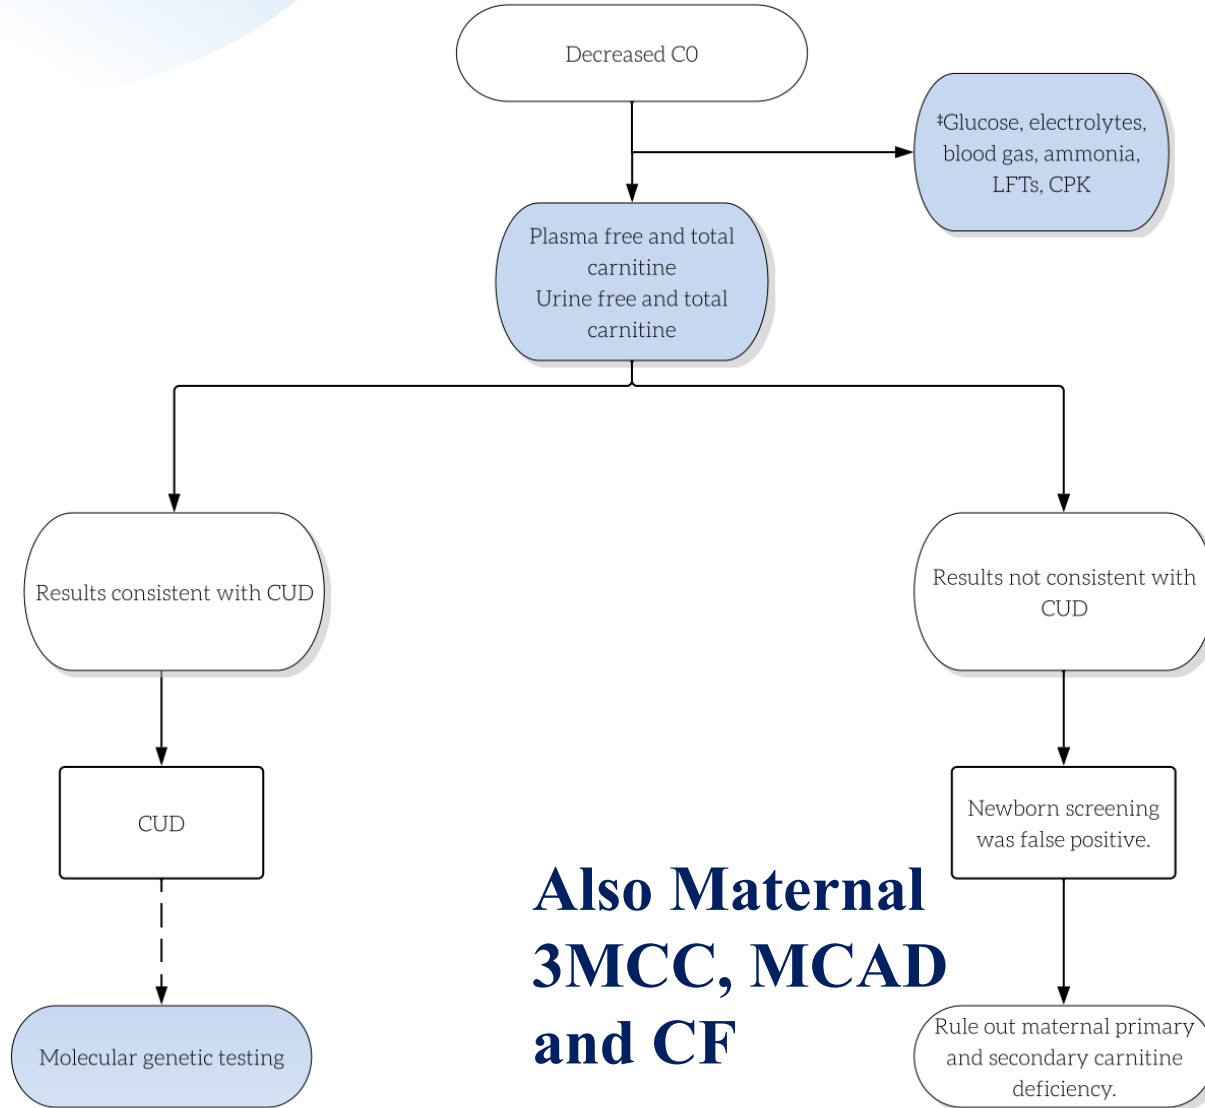 Decreased C0
‡Glucose, electrolytes,
blood gas, ammonia,
LFTs, CPK
Plasma free and total
carnitine
Urine free and total
carnitine
Results consistent with CUD
Results not consistent with
CUD
CUD
Newborn screening
was false positive.
Also Maternal
3MCC, MCAD
and CF
Molecular genetic testing
Rule out maternal primary
and secondary carnitine
deficiency.